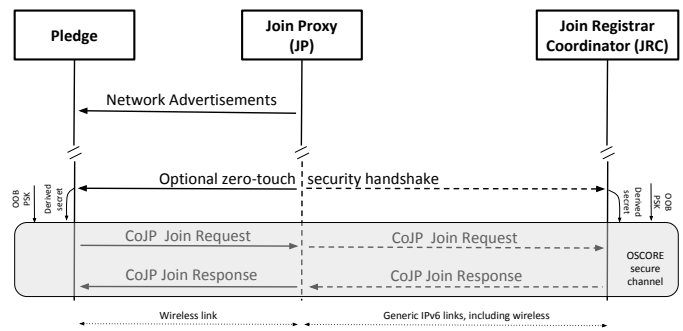 Pledge
Join Proxy
(JP)
Join Registrar
Coordinator (JRC)
Network Advertisements
Optional zero-touch security handshake
OOB
PSK
Derived
secret
Derived
secret
OOB
PSK
CoJP Join Request
CoJP Join Request
CoJP Join Response
CoJP Join Response
OSCORE
secure
channel
Wireless link
Generic IPv6 links, including wireless